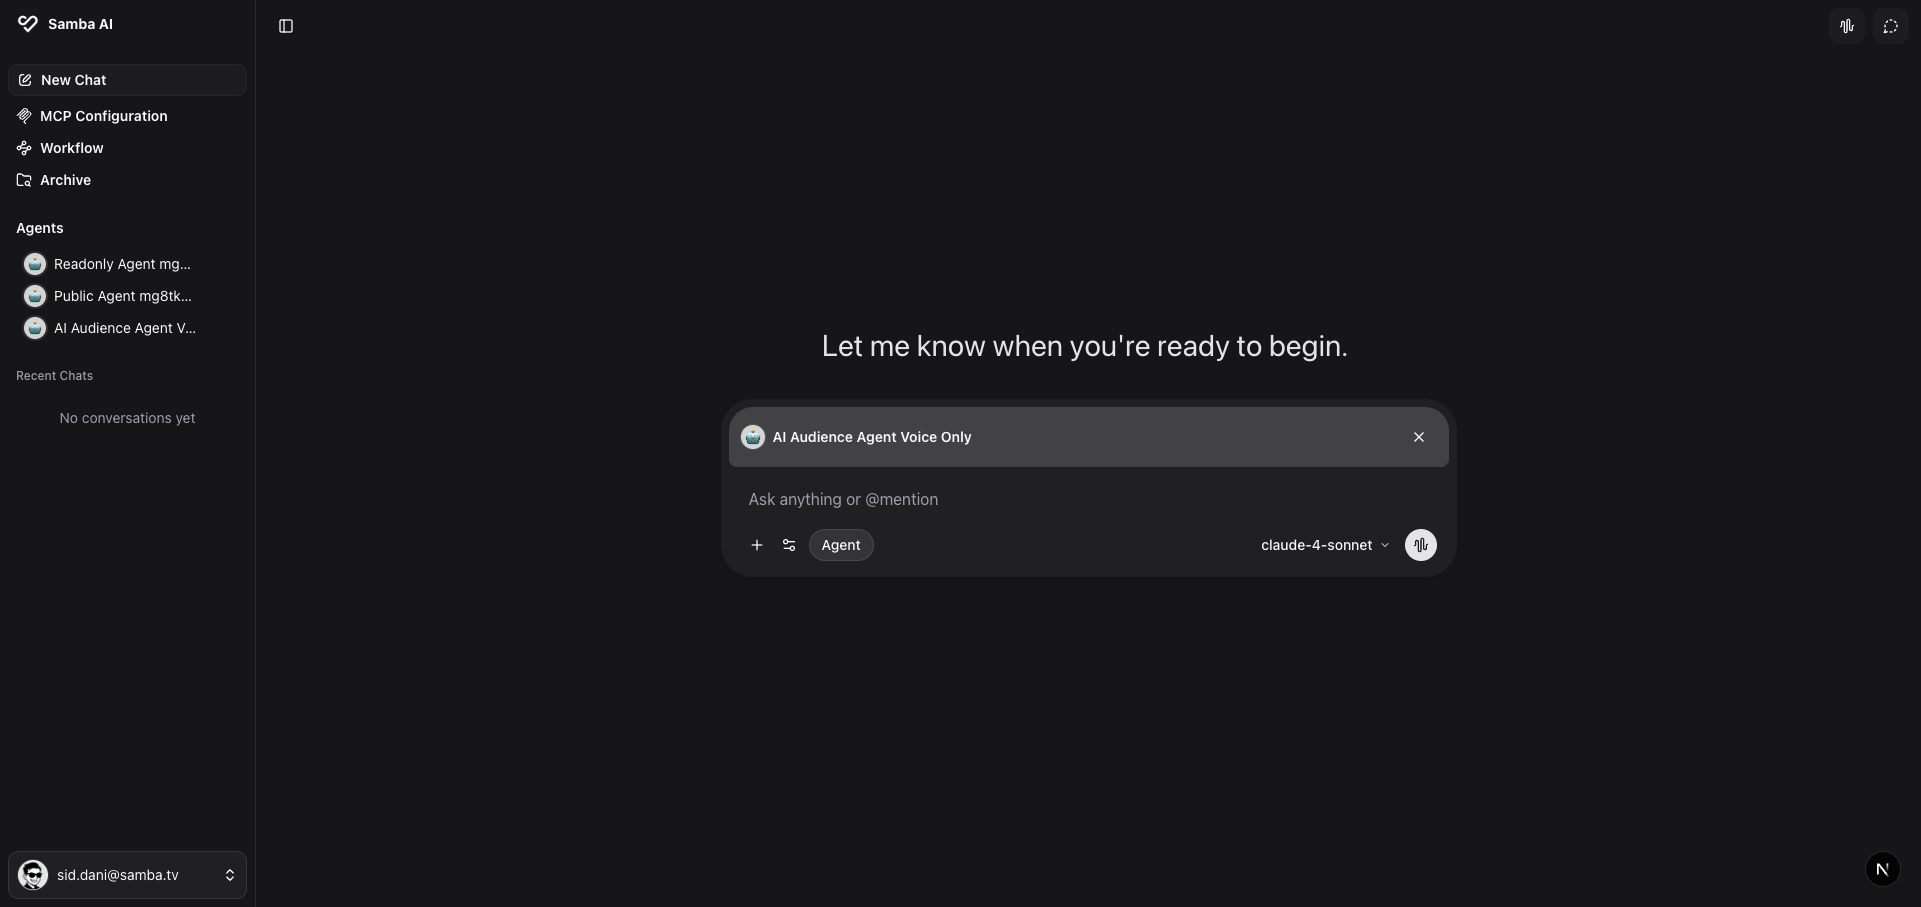 Samba AI
New Chat
MCP Configuration
Workflow
Archive
Agents
Readonly Agent mg...
Public Agent mg8tk...
AI Audience Agent V...
Recent Chats
No conversations yet
sid.dani@samba.tv
Let me know when you're ready to begin.
AI Audience Agent Voice Only
Ask anything or @mention
Agent
claude-4-sonnet
N